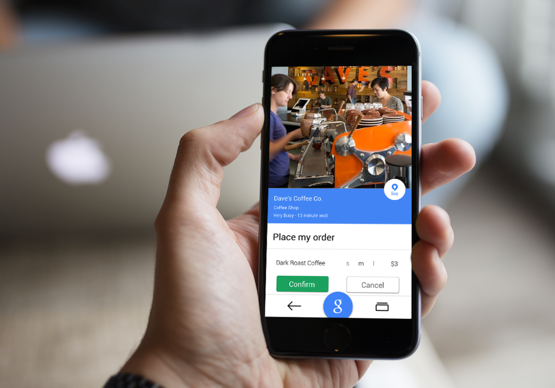 DAVE'S
Dave's Coffee Co.
Coffee Shop
Very Busy - 13 minute wait
Place my order
Dark Roast Coffee s m l $3
Confirm Cancel
g